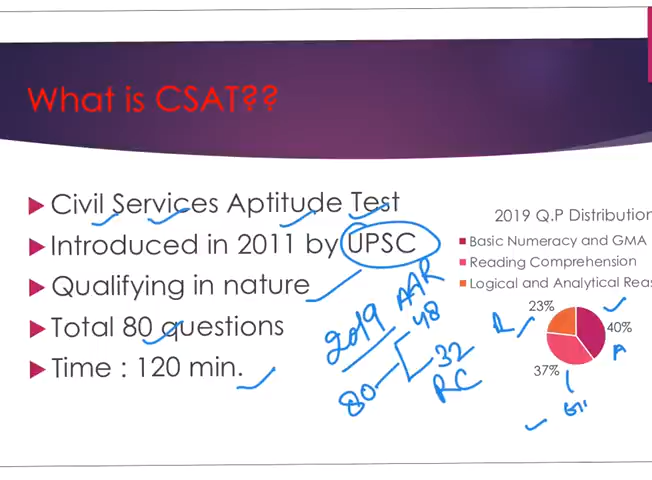 What is CSAT??
Civil Services Aptitude Test
Introduced in 2011 by UPSC
Qualifying in nature
Total 80 questions
Time : 120 min.
2019 Q.P Distribution
Basic Numeracy and GMA
Reading Comprehension
Logical and Analytical Reas
23%
40%
37%
2019
80
48
32
RC